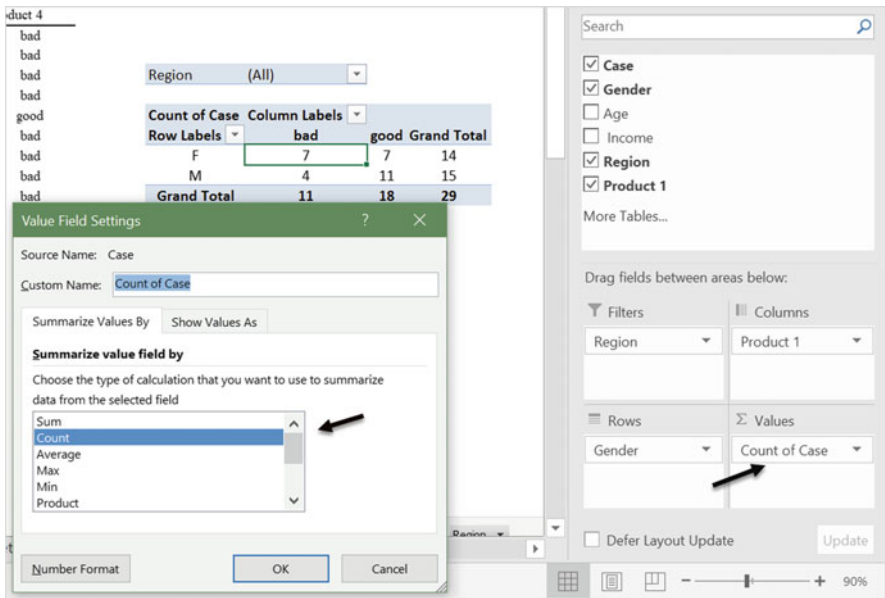 duct 4
bad
bad
bad
bad
good
bad
bad
bad
bad
Region (All)
Count of Case Column Labels
Row Labels bad good Grand Total
F 7 7 14
M 4 11 15
Grand Total 11 18 29
Value Field Settings ? ×
Source Name: Case
Custom Name: Count of Case
Summarize Values By Show Values As
Summarize value field by
Choose the type of calculation that you want to use to summarize
data from the selected field
Sum
Count
Average
Max
Min
Product
Number Format OK Cancel
Region
Search
Case
Gender
Age
Income
Region
Product 1
More Tables...
Drag fields between areas below:
Filters Columns
Region Product 1
Rows Σ Values
Gender Count of Case
Defer Layout Update Update
- + 90%